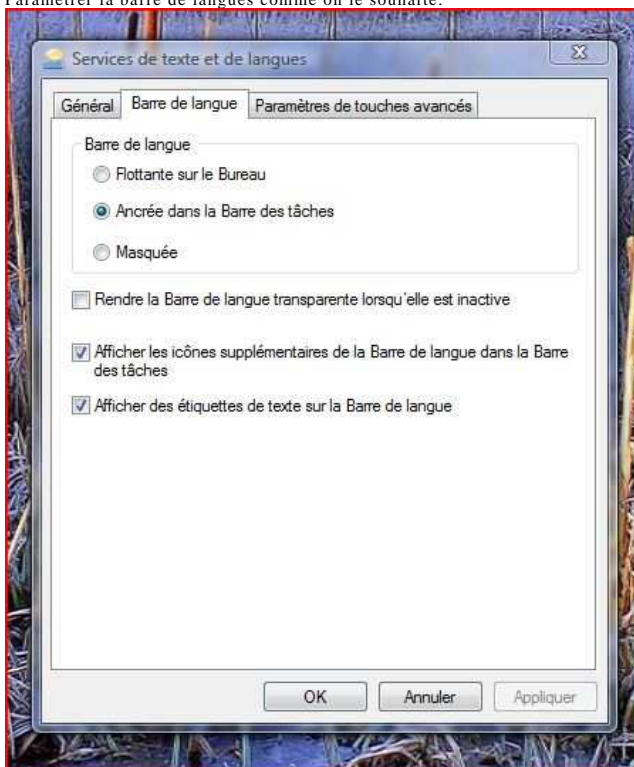 Paramétrer la barre de langues comme on le souhaite.
Services de texte et de langues
Général
Barre de langue
Paramètres de touches avancés
Barre de langue
Flottante sur le Bureau
Ancrée dans la Barre des tâches
Masquée
Rendre la Barre de langue transparente lorsqu'elle est inactive
Afficher les icônes supplémentaires de la Barre de langue dans la Barre
des tâches
Afficher des étiquettes de texte sur la Barre de langue
OK
Annuler
Appliquer